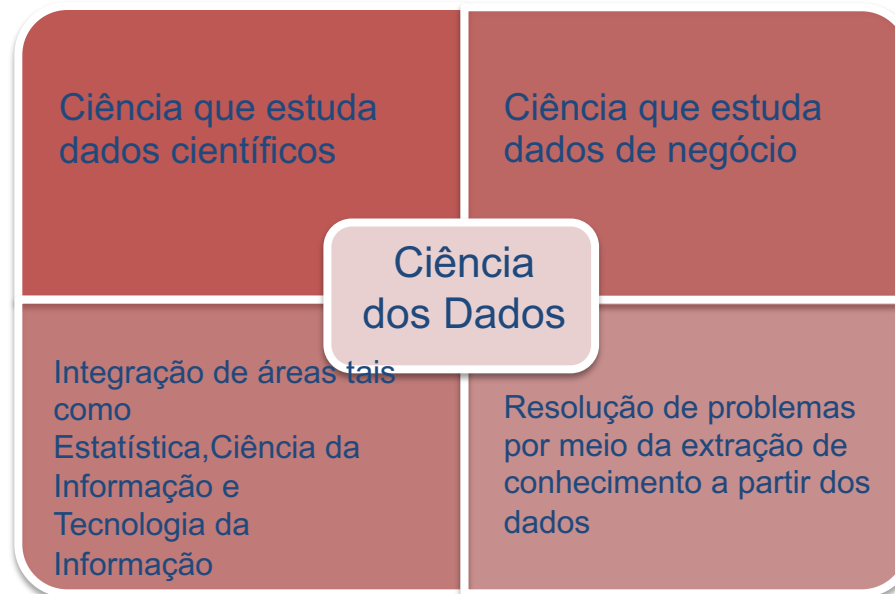 Ciência que estuda
dados científicos
Ciência que estuda
dados de negócio
Ciência
dos Dados
Integração de áreas tais
como
Estatística,Ciência da
Informação e
Tecnologia da
Informação
Resolução de problemas
por meio da extração de
conhecimento a partir dos
dados